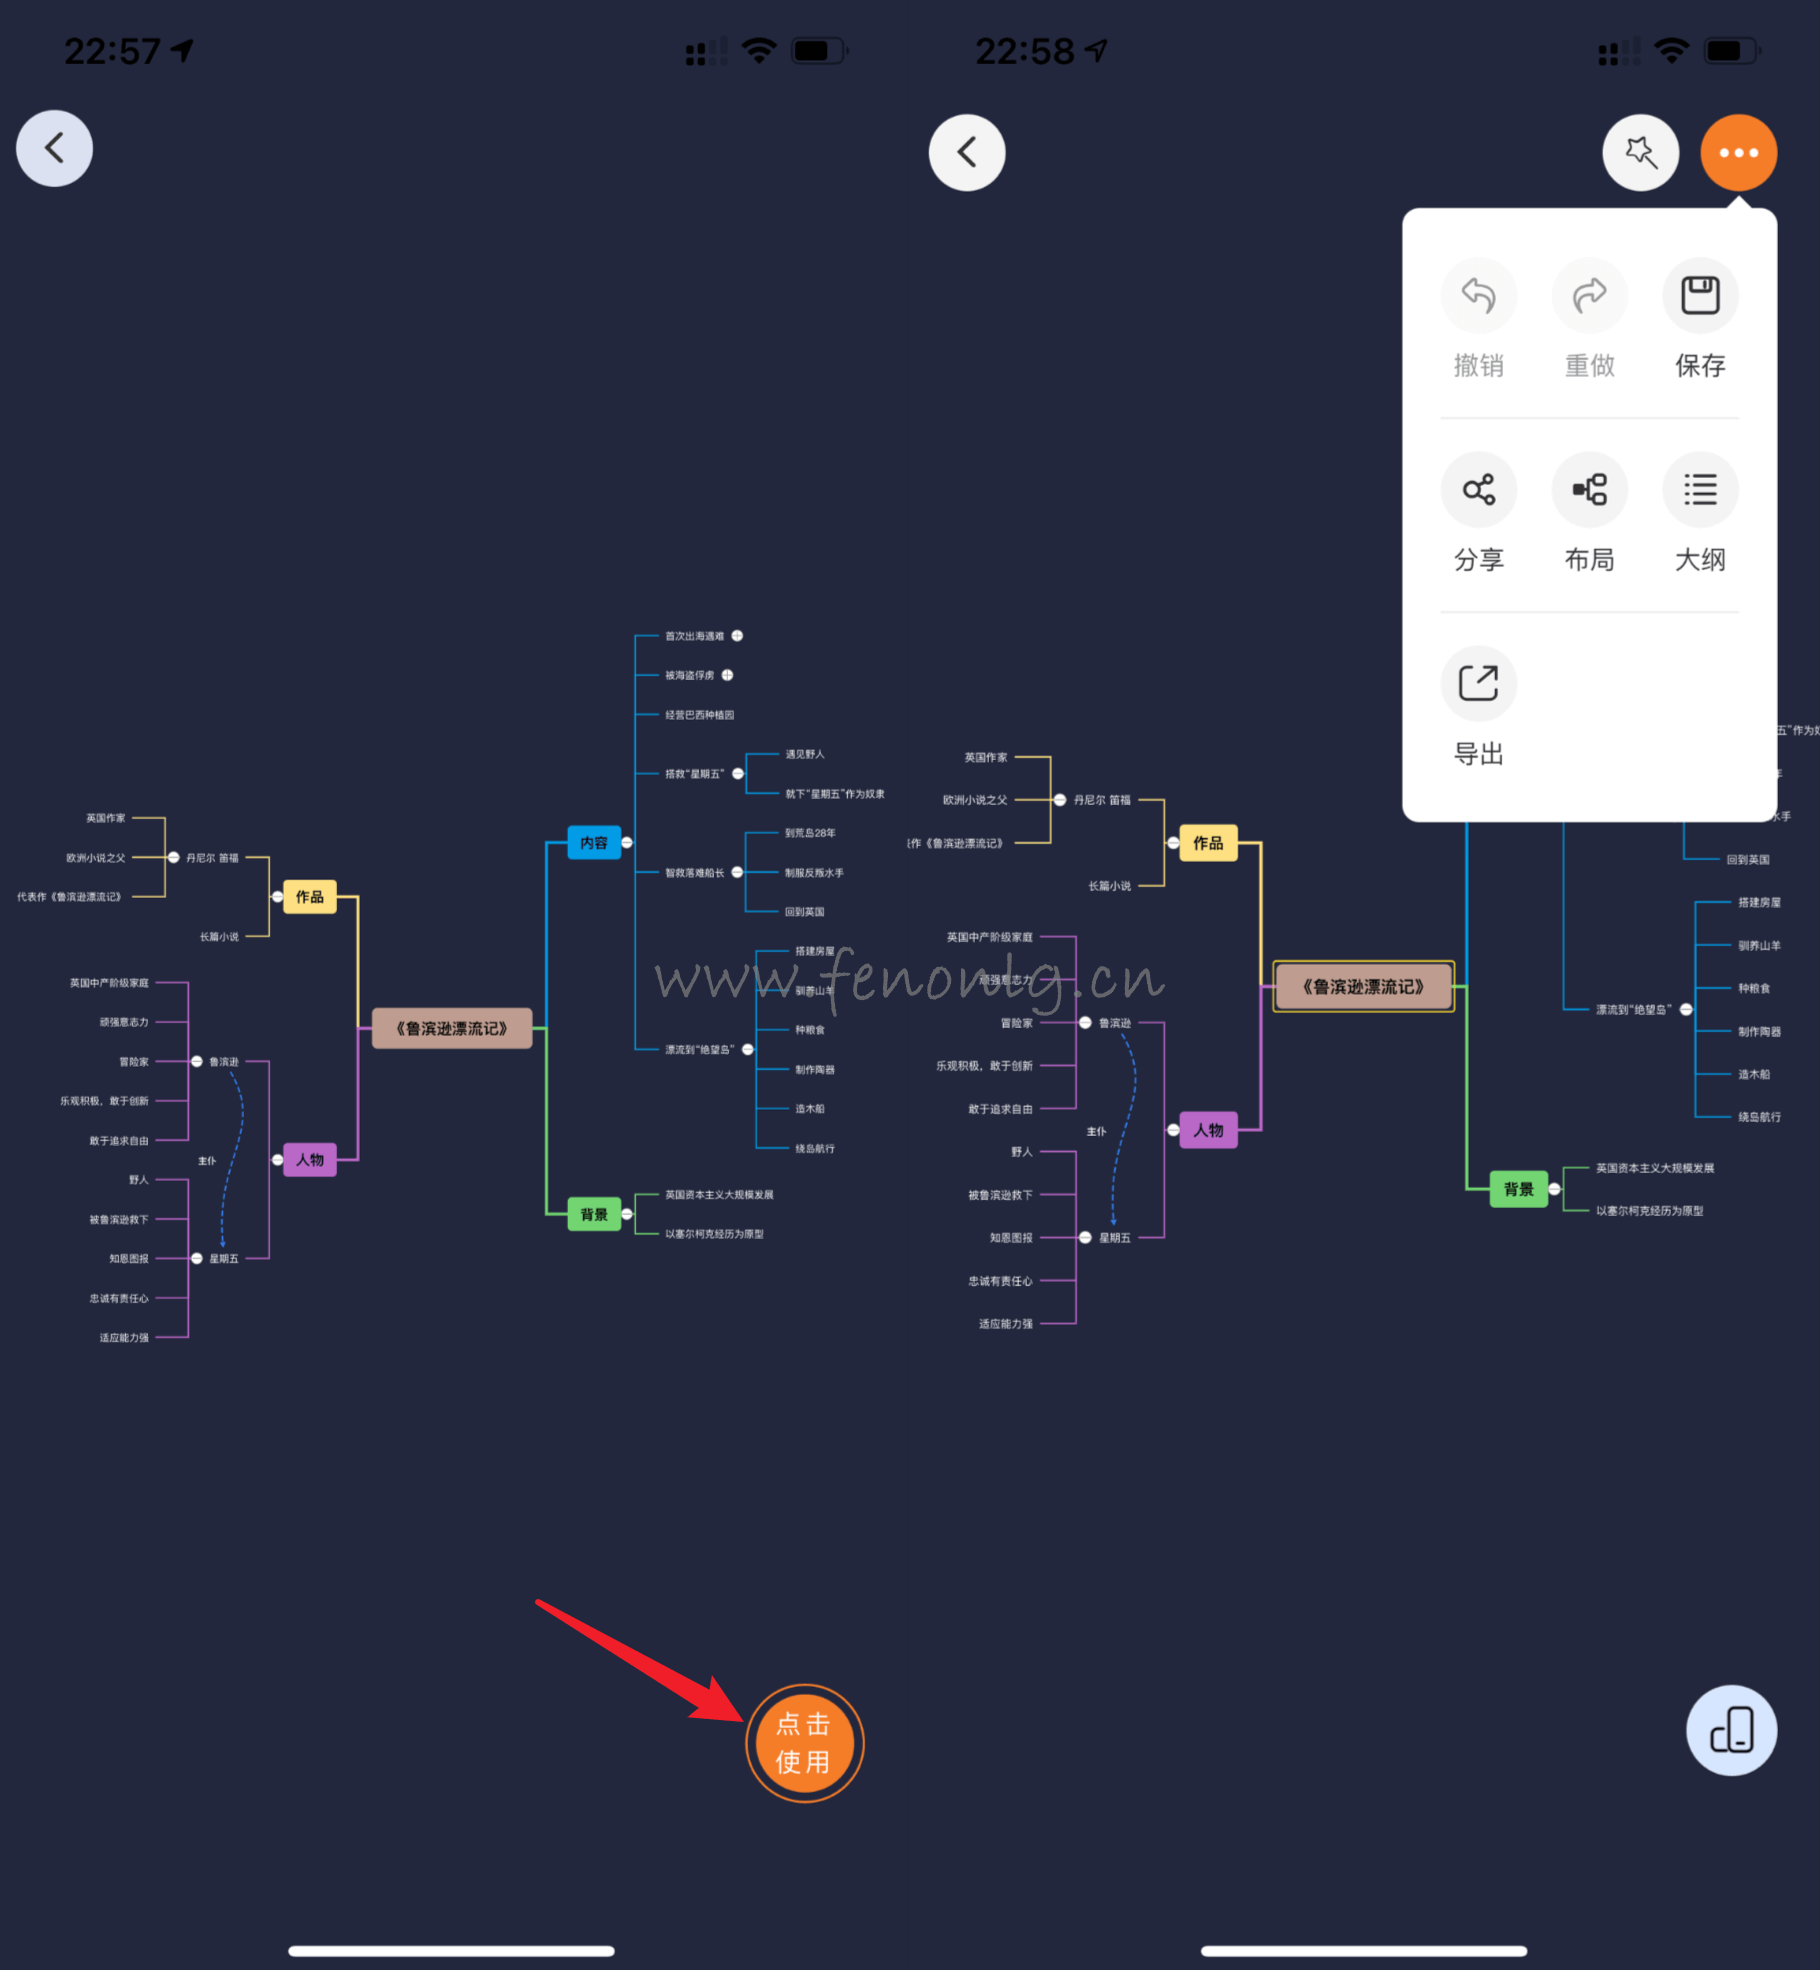 22:57
首次出海遇难
被海盗俘虏
经营巴西种植园
遇见野人
搭救“星期五”
就下“星期五”作为奴隶
英国作家
到荒岛28年
内容
欧洲小说之父
丹尼尔 笛福
智救落难船长
制服反叛水手
代表作《鲁滨逊漂流记》
作品
回到英国
长篇小说
搭建房屋
英国中产阶级家庭
驯养山羊
顽强意志力
《鲁滨逊漂流记》
种粮食
漂流到“绝望岛”
冒险家
鲁滨逊
制作陶器
乐观积极，敢于创新
造木船
敢于追求自由
绕岛航行
主仆
人物
野人
英国资本主义大规模发展
被鲁滨逊救下
背景
以塞尔柯克经历为原型
知恩图报
星期五
忠诚有责任心
适应能力强
点击
使用
www.fenonlg.cn
22:58
撤销 重做 保存
分享 布局 大纲
导出
五”作为奴
英国作家
欧洲小说之父
丹尼尔 笛福
水手
作《鲁滨逊漂流记》
作品
回到英国
长篇小说
搭建房屋
英国中产阶级家庭
驯养山羊
顽强意志力
《鲁滨逊漂流记》
种粮食
漂流到“绝望岛”
冒险家
鲁滨逊
制作陶器
乐观积极，敢于创新
造木船
敢于追求自由
绕岛航行
主仆
人物
野人
英国资本主义大规模发展
被鲁滨逊救下
背景
以塞尔柯克经历为原型
知恩图报
星期五
忠诚有责任心
适应能力强